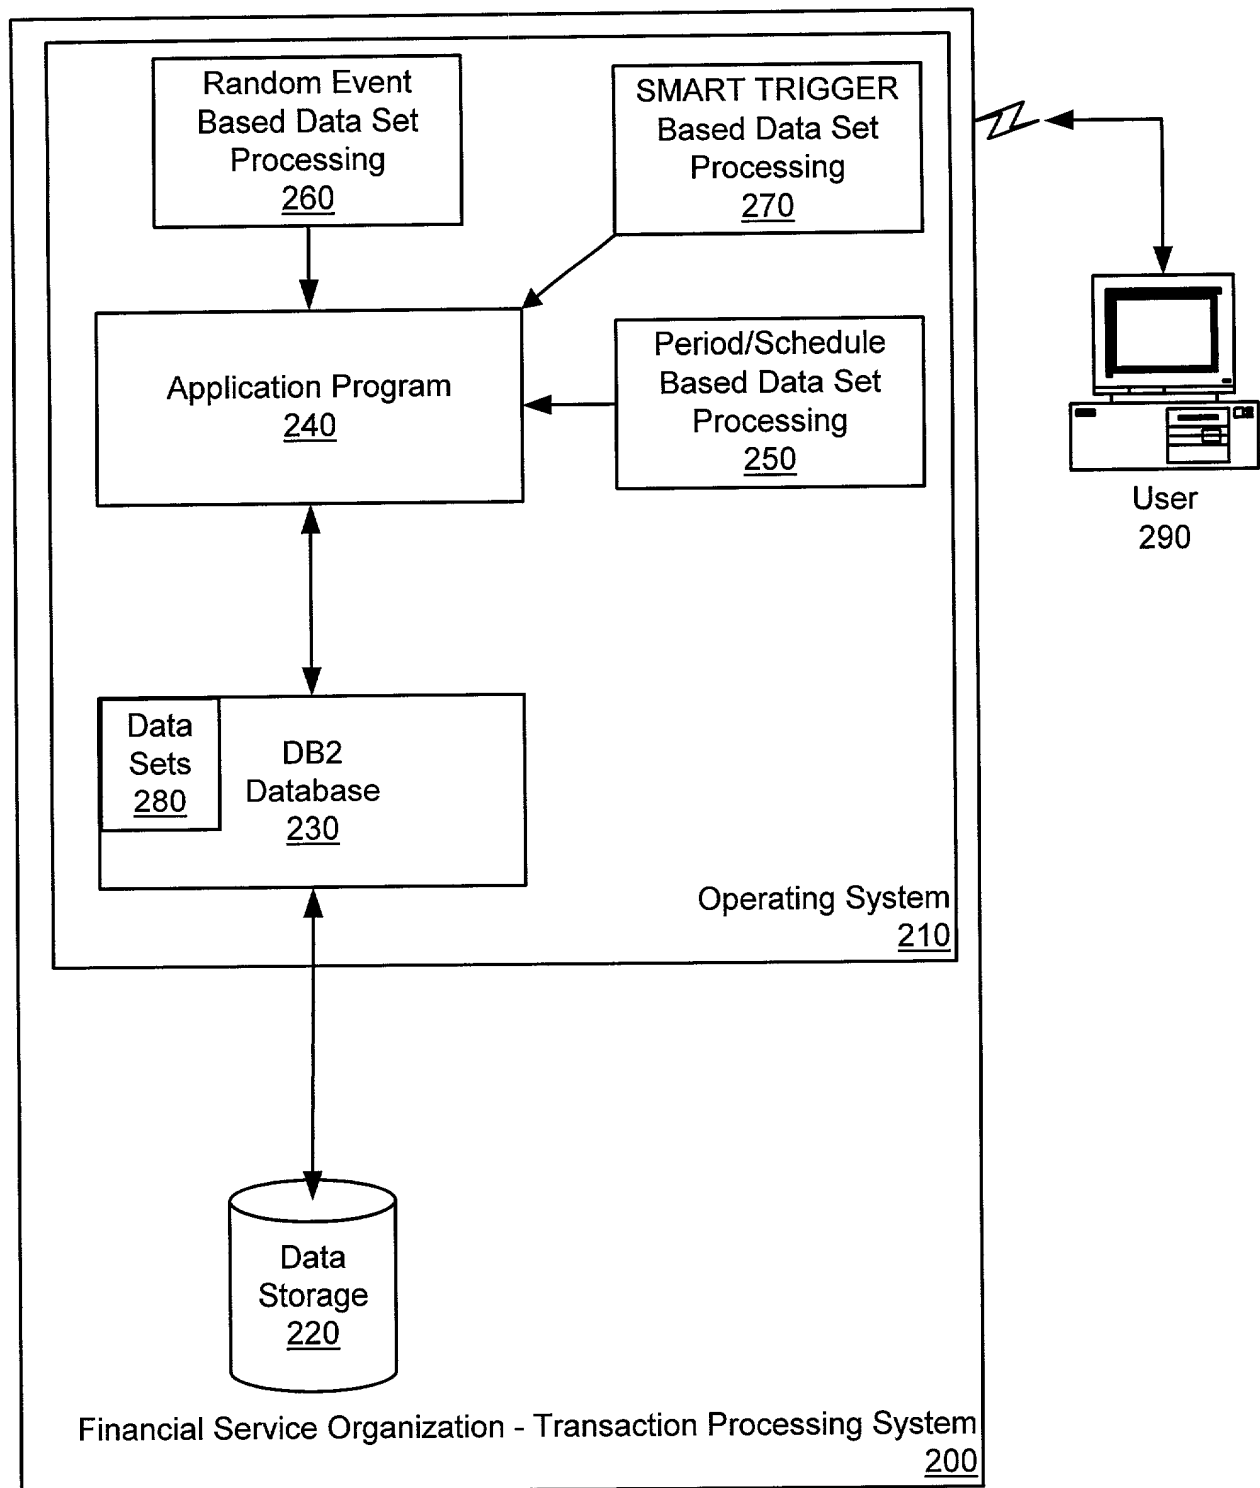 Random Event
Based Data Set
Processing
260
SMART TRIGGER
Based Data Set
Processing
270
Application Program
240
Period/Schedule
Based Data Set
Processing
250
User
290
Data
Sets
280
DB2
Database
230
Operating System
210
Data
Storage
220
Financial Service Organization - Transaction Processing System
200